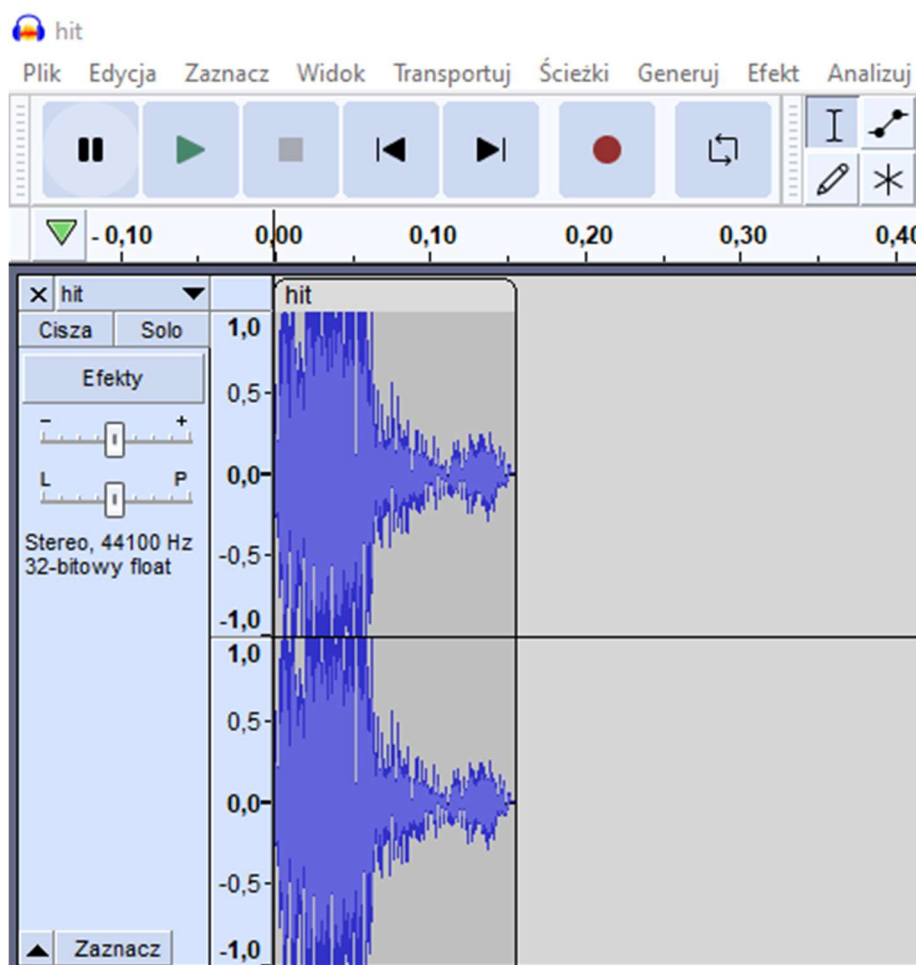 hit
Plik Edycja Zaznacz Widok Transportuj Ścieżki Generuj Efekt Analizuj
- 0,10 0,00 0,10 0,20 0,30 0,40
hit hit
Cisza Solo
Efekty
- +
L P
Stereo, 44100 Hz
32-bitowy float
1,0
0,5-
0,0-
-0,5-
-1,0
1,0
0,5-
0,0-
-0,5-
-1,0
Zaznacz